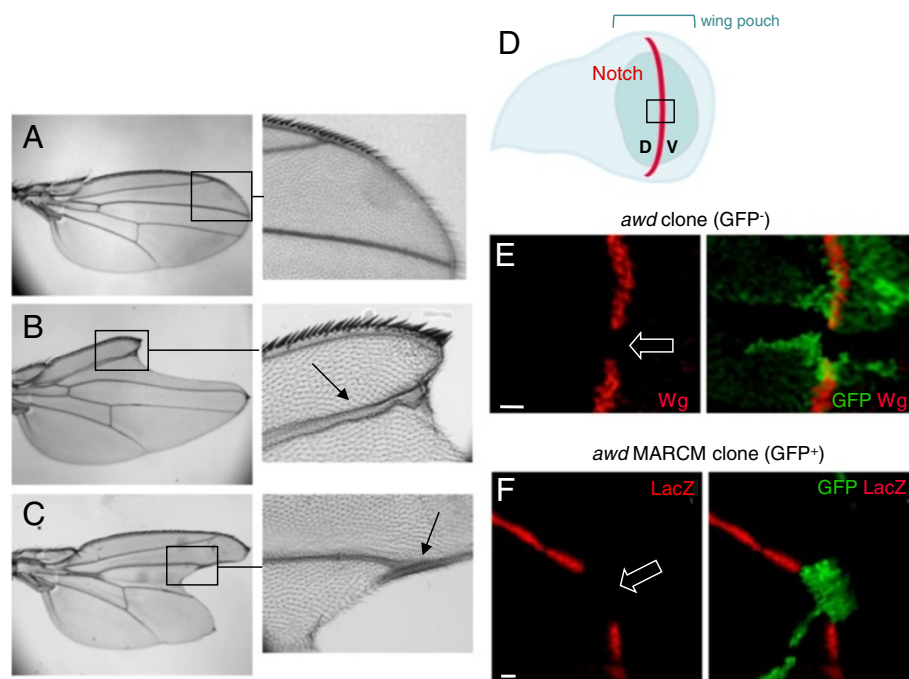 A
B
C
D
wing pouch
Notch
D V
awd clone (GFP-)
E
Wg
GFP Wg
awd MARCM clone (GFP+)
F
LacZ
GFP LacZ